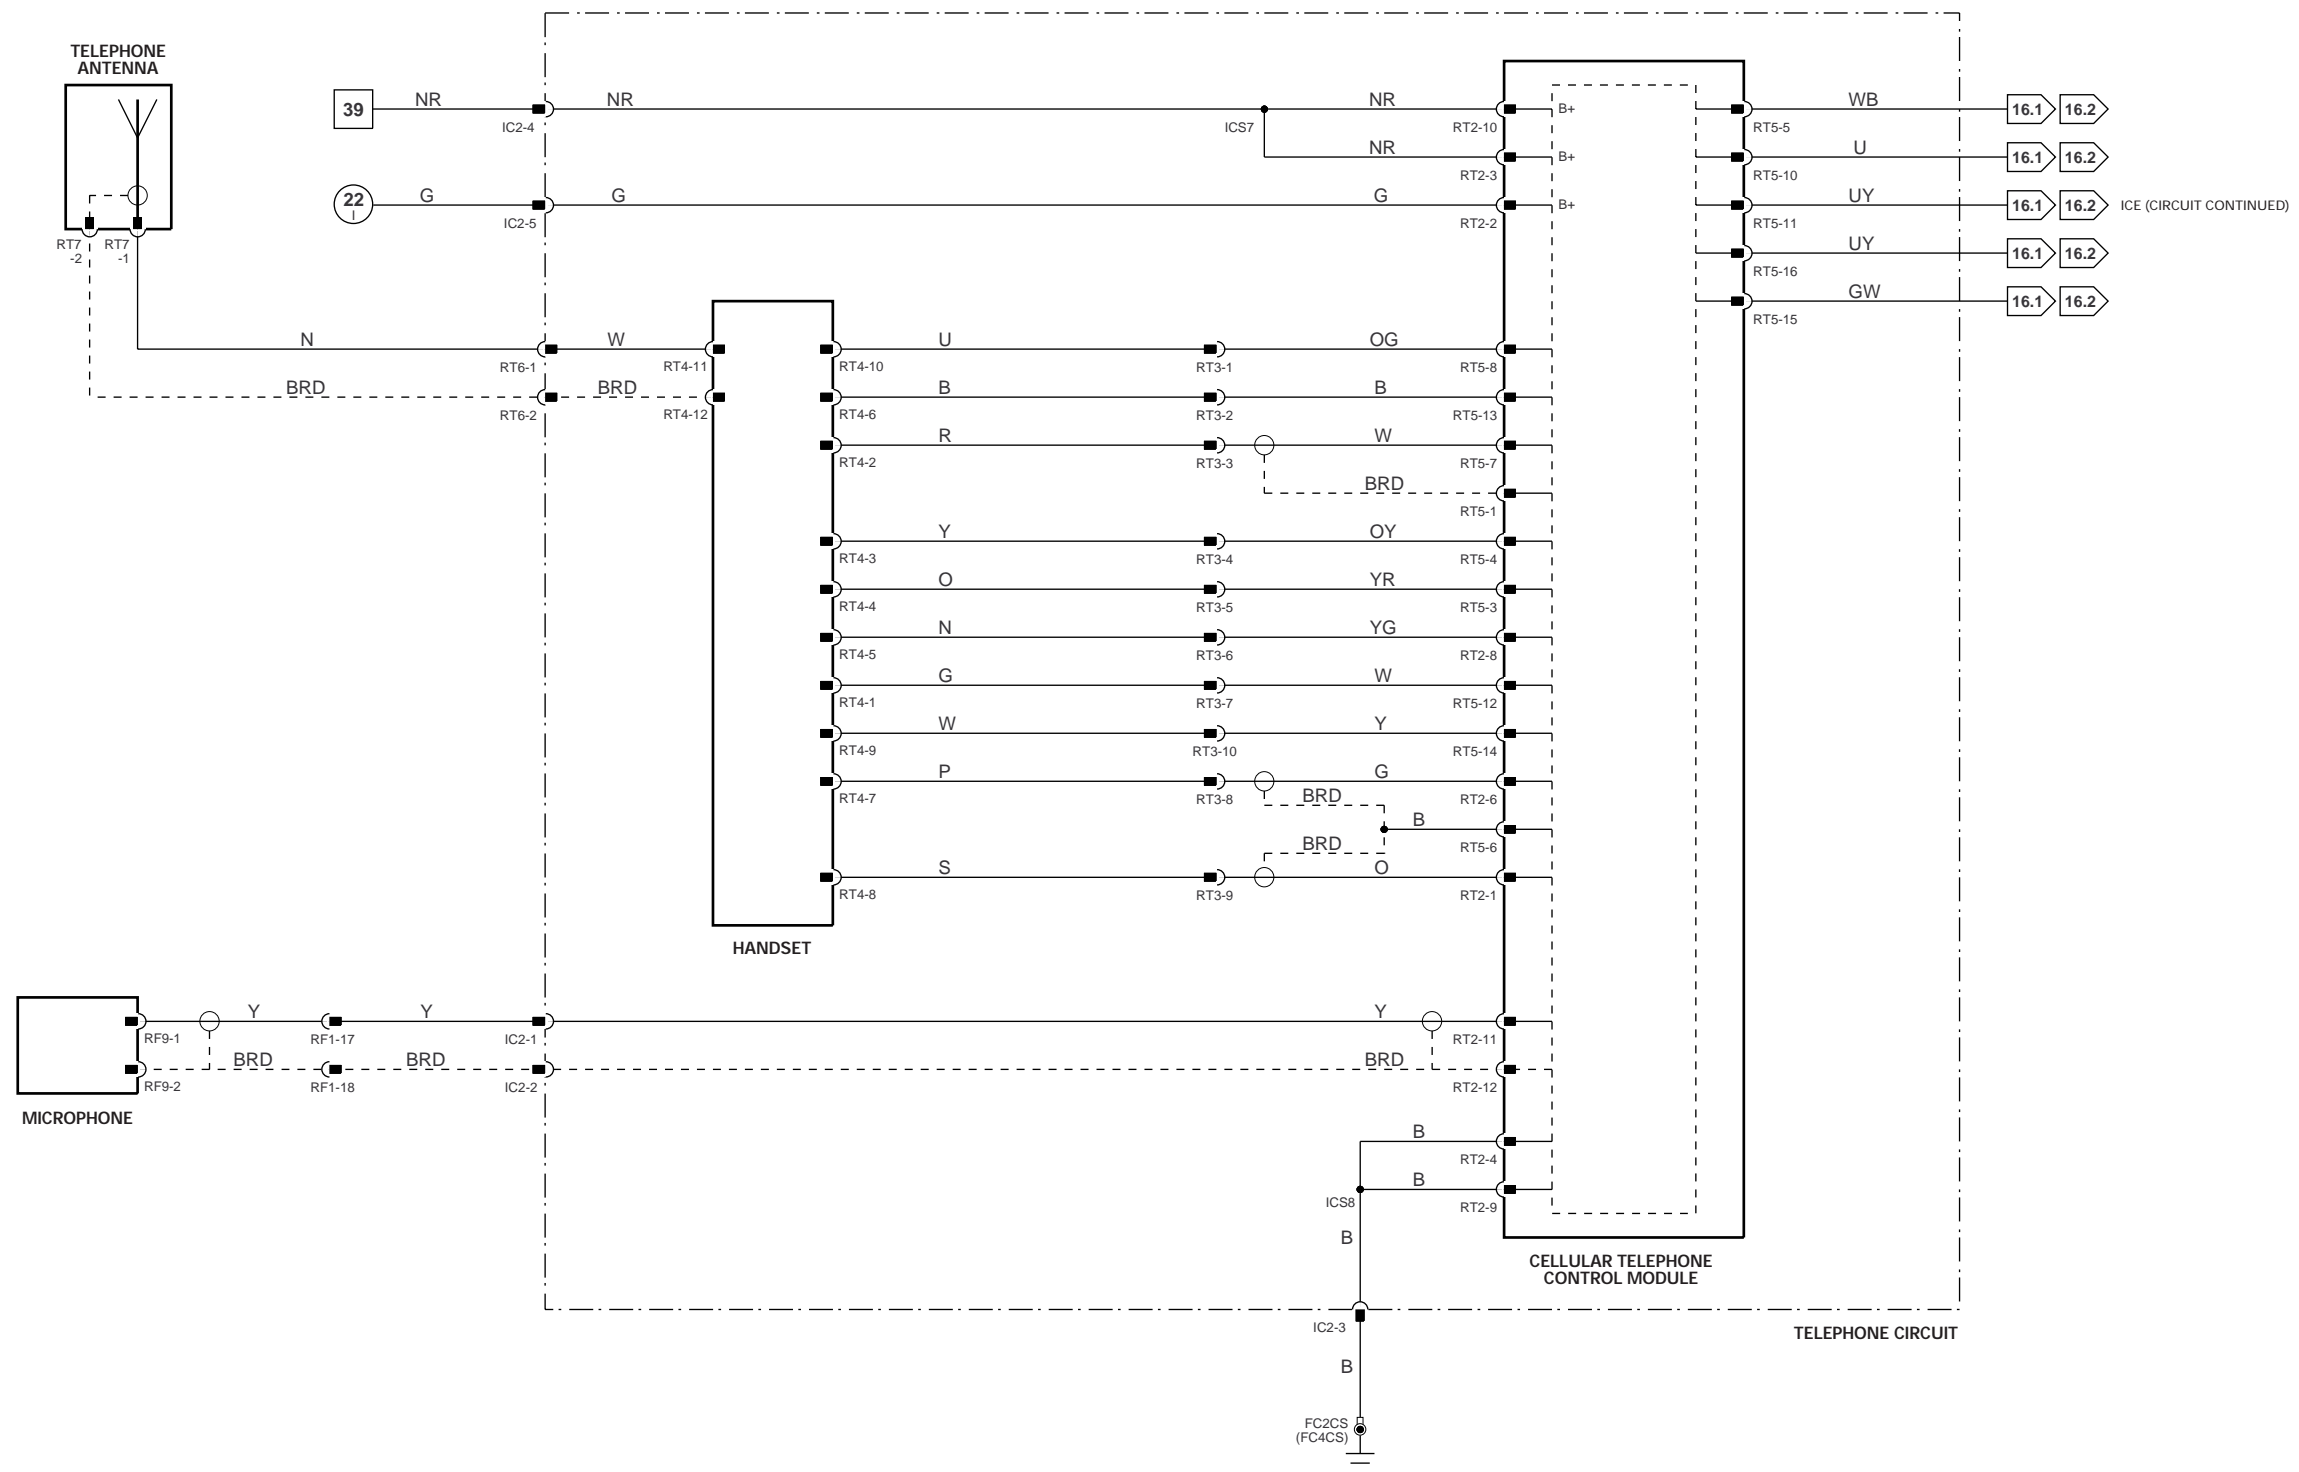 TELEPHONE
ANTENNA
39
NR
IC2-4
NR
ICS7
NR
RT2-10
B+
WB
RT5-5
16.1
16.2
NR
RT2-3
B+
U
RT5-10
16.1
16.2
22
I
G
IC2-5
G
G
RT2-2
B+
UY
RT5-11
16.1
16.2
ICE (CIRCUIT CONTINUED)
UY
RT5-16
16.1
16.2
GW
RT5-15
16.1
16.2
RT7
-2
RT7
-1
N
RT6-1
W
RT4-11
BRD
RT6-2
BRD
RT4-12
U
RT4-10
RT3-1
OG
RT5-8
B
RT4-6
RT3-2
B
RT5-13
R
RT4-2
RT3-3
W
RT5-7
BRD
RT5-1
Y
RT4-3
RT3-4
OY
RT5-4
O
RT4-4
RT3-5
YR
RT5-3
N
RT4-5
RT3-6
YG
RT2-8
G
RT4-1
RT3-7
W
RT5-12
W
RT4-9
RT3-10
Y
RT5-14
P
RT4-7
RT3-8
G
RT2-6
BRD
B
RT5-6
BRD
S
RT4-8
RT3-9
O
RT2-1
HANDSET
Y
RF9-1
RF1-17
Y
IC2-1
Y
RT2-11
BRD
RF9-2
RF1-18
BRD
IC2-2
BRD
RT2-12
MICROPHONE
B
RT2-4
B
ICS8
RT2-9
B
CELLULAR TELEPHONE
CONTROL MODULE
IC2-3
TELEPHONE CIRCUIT
B
FC2CS
(FC4CS)